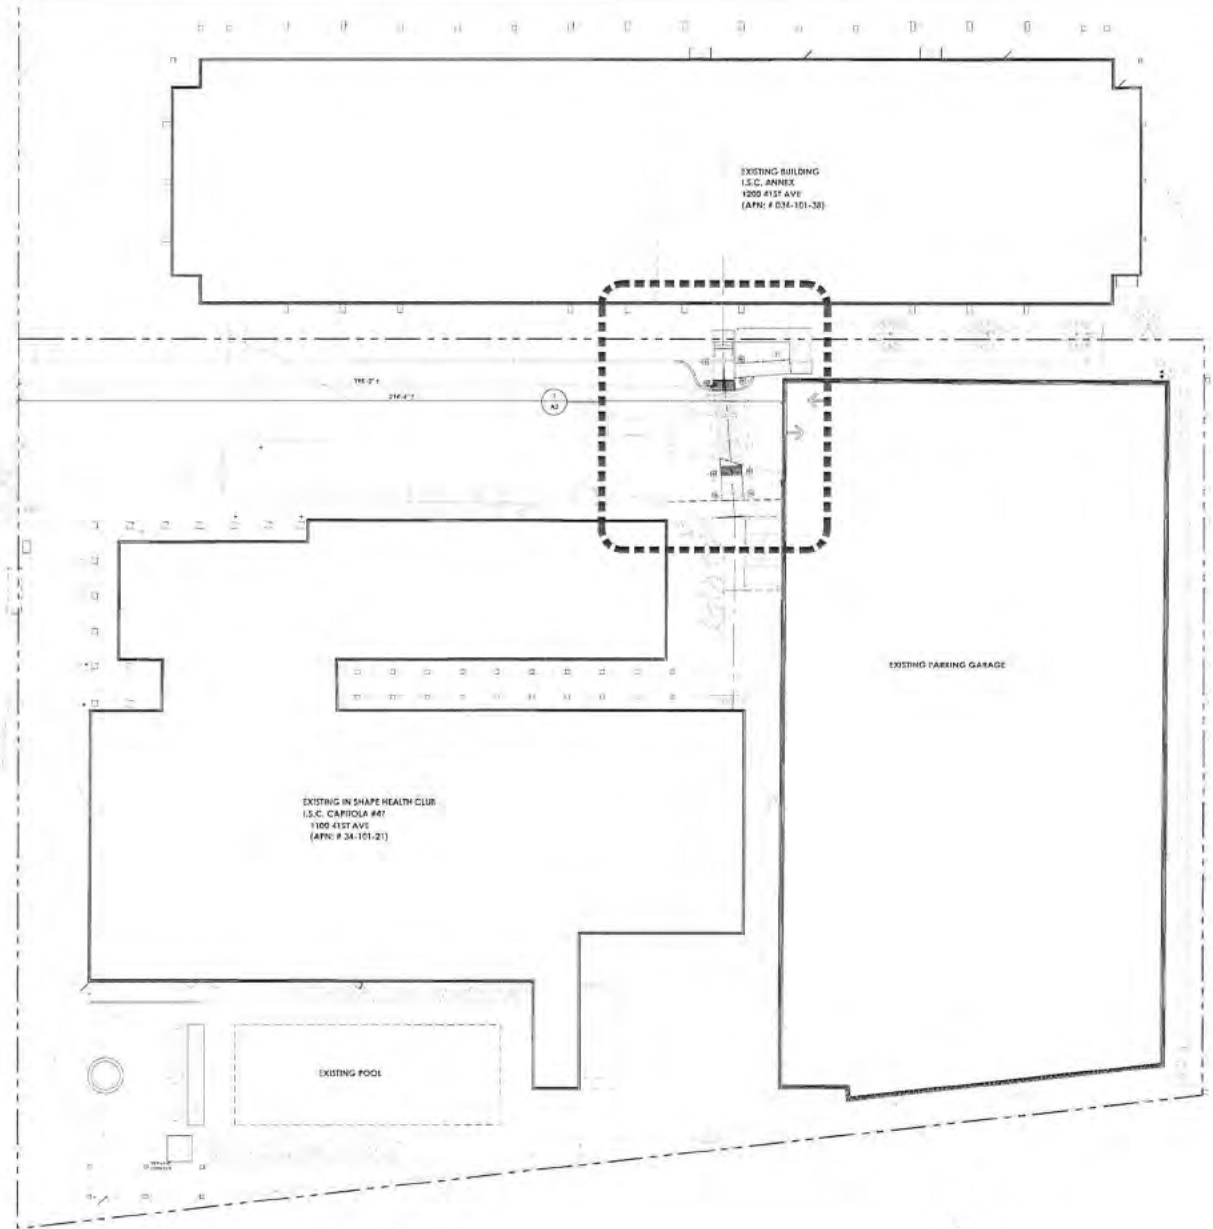 EXISTING BUILDING
I.S.C. ANNEX
1200 41ST AVE
(APN: # 034-101-38)
EXISTING PARKING GARAGE
EXISTING IN SHAPE HEALTH CLUB
I.S.C. CAPITOLA #47
1100 41ST AVE
(APN: # 34-101-21)
EXISTING POOL